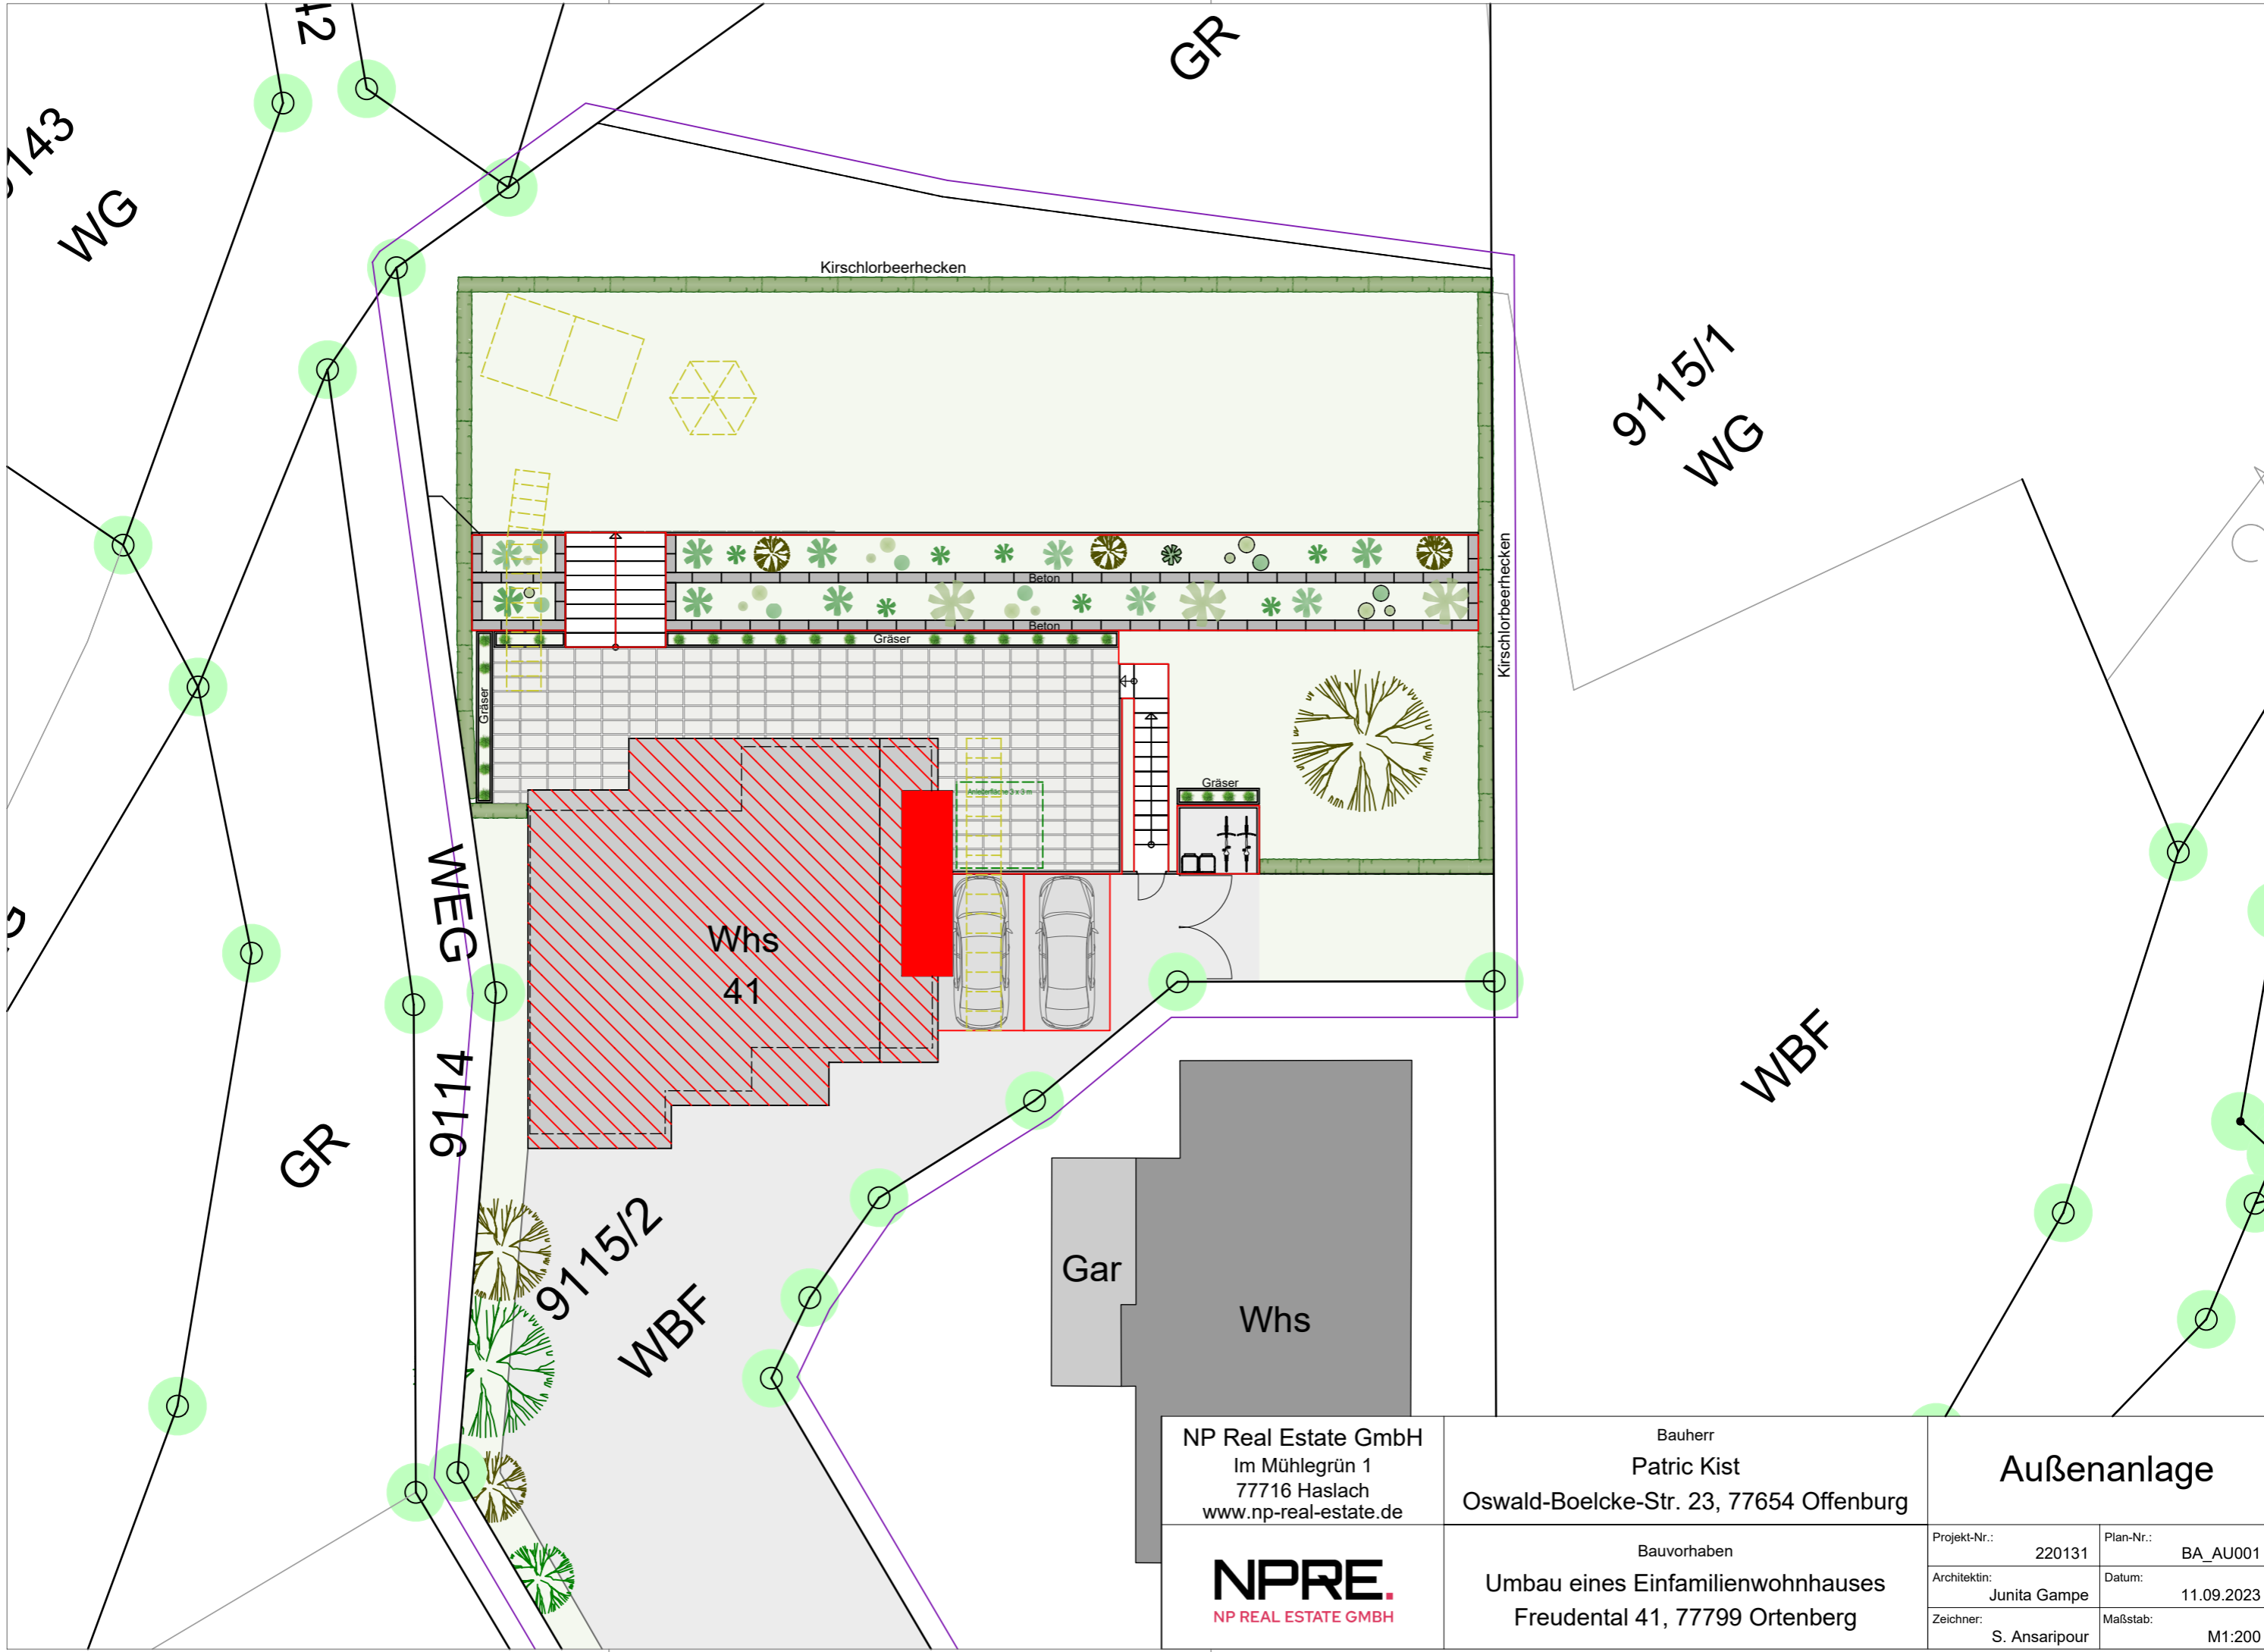 GR
WG
Kirschlorbeerhecken
9115/1
WG
Beton
Beton
Gräser
Gräser
Kirschlorbeerhecken
Gräser
WEG
9114
Whs
41
GR
WBF
9115/2
WBF
Gar
Whs
NP Real Estate GmbH
Im Mühlegrün 1
77716 Haslach
www.np-real-estate.de
NPRE.
NP REAL ESTATE GMBH
Bauherr
Patric Kist
Oswald-Boelcke-Str. 23, 77654 Offenburg
Bauvorhaben
Umbau eines Einfamilienwohnhauses
Freudental 41, 77799 Ortenberg
Außenanlage
Projekt-Nr.: 220131
Plan-Nr.: BA_AU001
Architektin: Junita Gampe
Datum: 11.09.2023
Zeichner: S. Ansaripour
Maßstab: M1:200